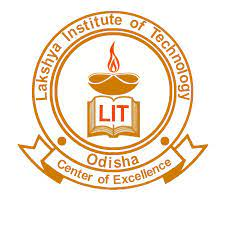 Lakshya Institute of Technology
LIT
Odisha
Center of Excellence